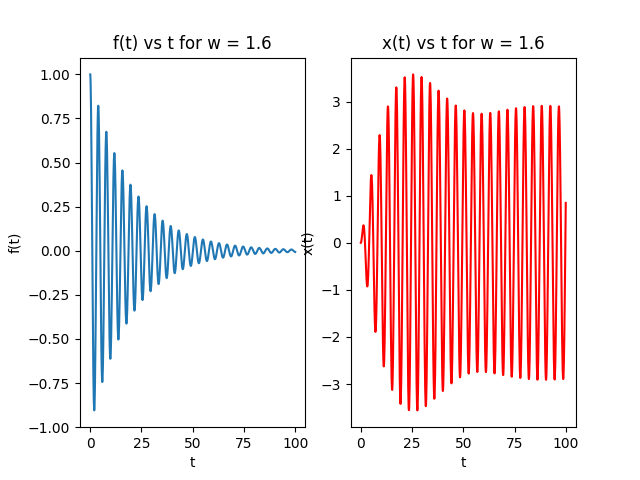 f(t) vs t for w = 1.6
1.00
0.75
0.50
0.25
0.00
−0.25
−0.50
−0.75
−1.00
f(t)
0 25 50 75 100
t
x(t) vs t for w = 1.6
3
2
1
0
−1
−2
−3
x(t)
0 25 50 75 100
t